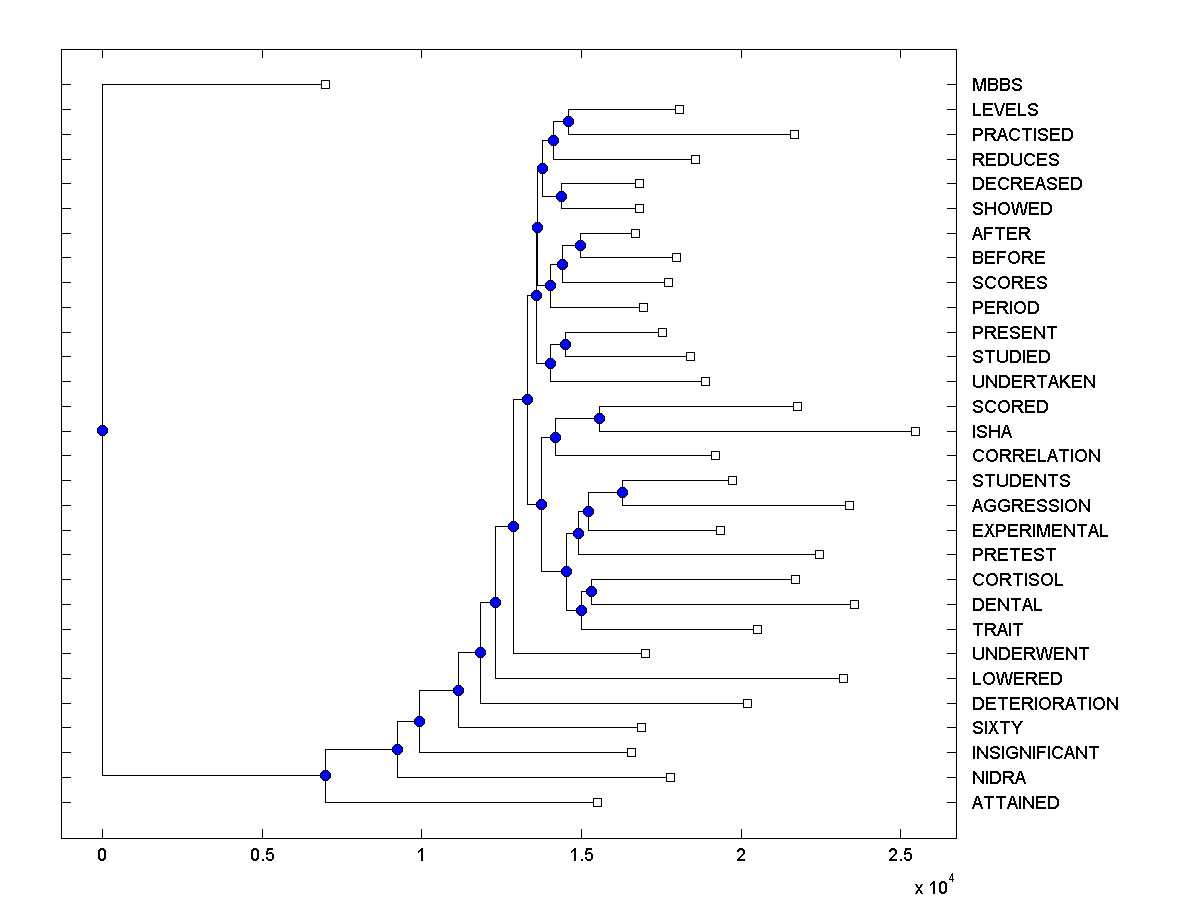 MBBS
LEVELS
PRACTISED
REDUCES
DECREASED
SHOWED
AFTER
BEFORE
SCORES
PERIOD
PRESENT
STUDIED
UNDERTAKEN
SCORED
ISHA
CORRELATION
STUDENTS
AGGRESSION
EXPERIMENTAL
PRETEST
CORTISOL
DENTAL
TRAIT
UNDERWENT
LOWERED
DETERIORATION
SIXTY
INSIGNIFICANT
NIDRA
ATTAINED
0 0.5 1 1.5 2 2.5
x 10⁴